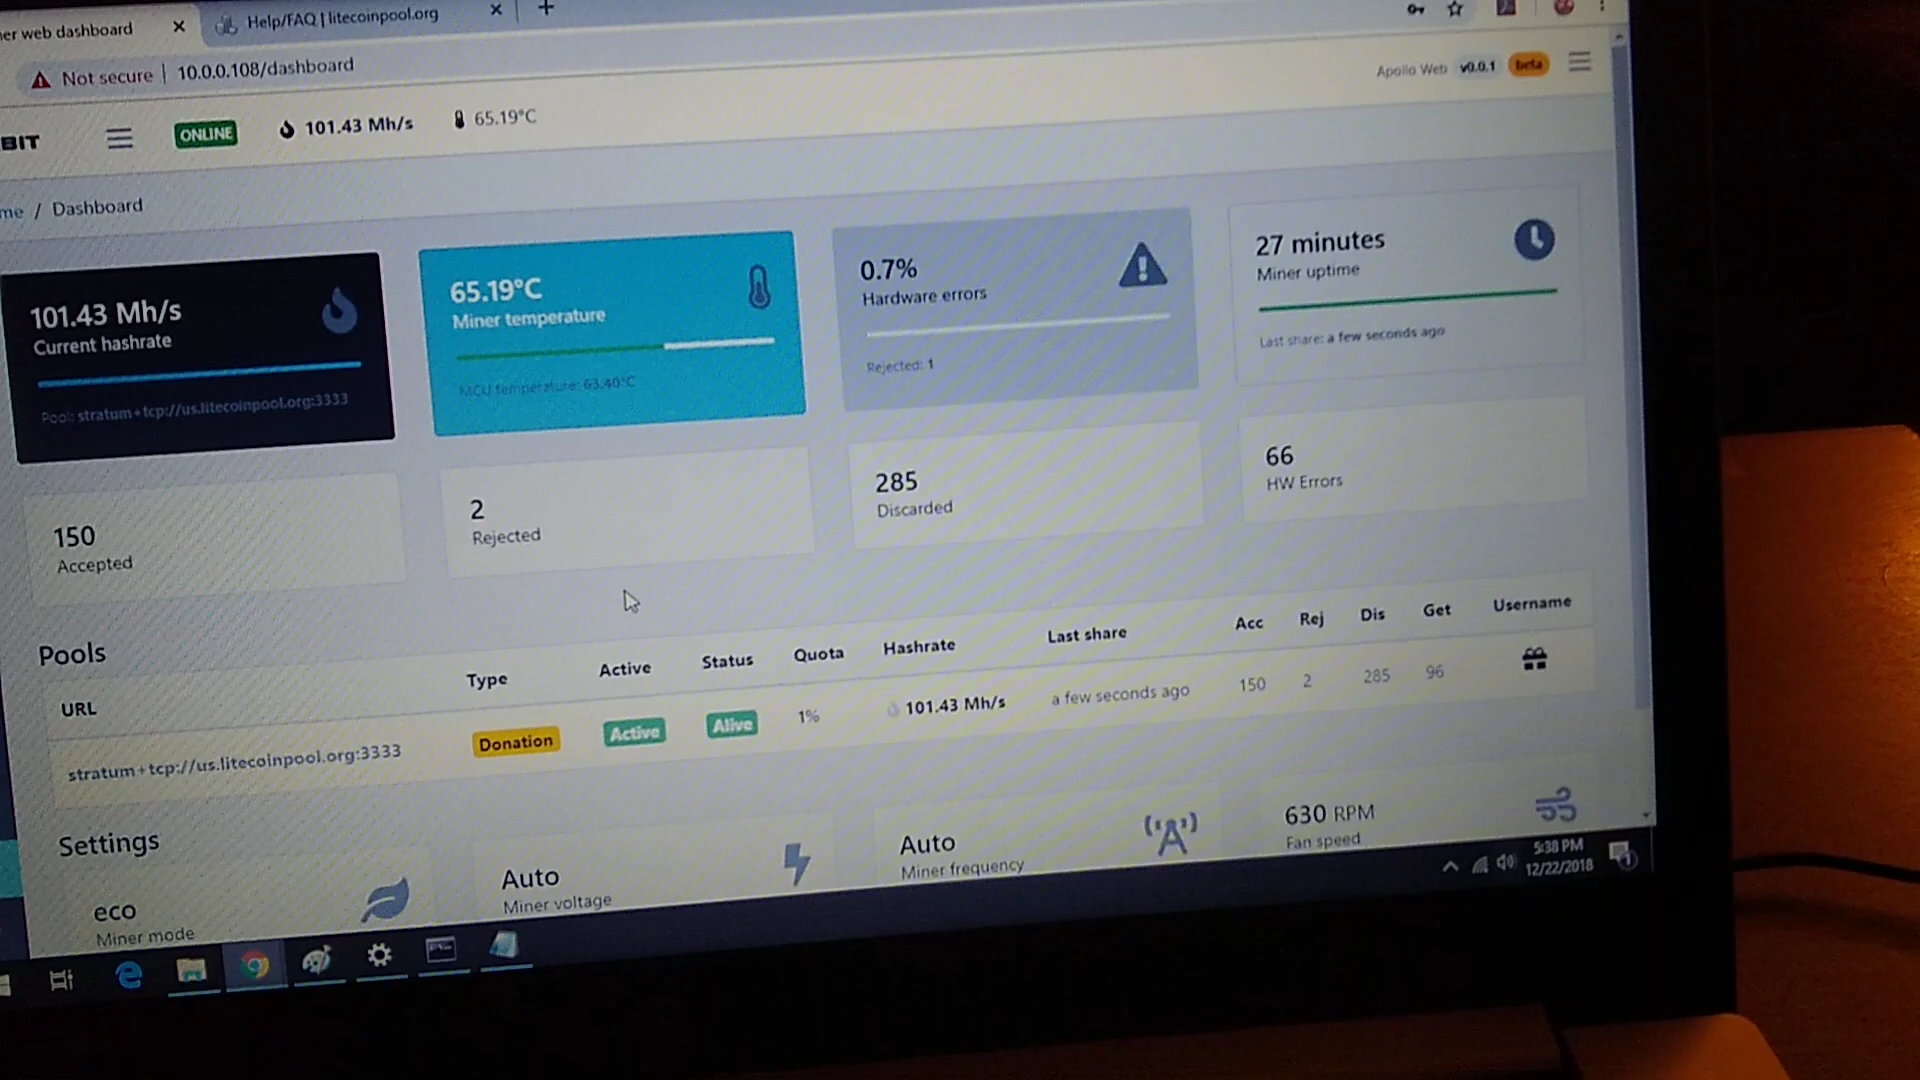 er web dashboard
Help/FAQ | litecoinpool.org
Not secure | 10.0.0.108/dashboard
Apollo Web v0.0.1 beta
BIT ONLINE 101.43 Mh/s 65.19°C
me / Dashboard
101.43 Mh/s
Current hashrate
Pool: stratum+tcp://us.litecoinpool.org:3333
65.19°C
Miner temperature
MCU temperature: 63.40°C
0.7%
Hardware errors
Rejected: 1
27 minutes
Miner uptime
Last share: a few seconds ago
150
Accepted
2
Rejected
285
Discarded
66
HW Errors
Pools
URL Type Active Status Quota Hashrate Last share Acc Rej Dis Get Username
stratum+tcp://us.litecoinpool.org:3333 Donation Active Alive 1% 101.43 Mh/s a few seconds ago 150 2 285 96
Settings
eco
Miner mode
Auto
Miner voltage
Auto
Miner frequency
630 RPM
Fan speed
5:38 PM
12/22/2018
1